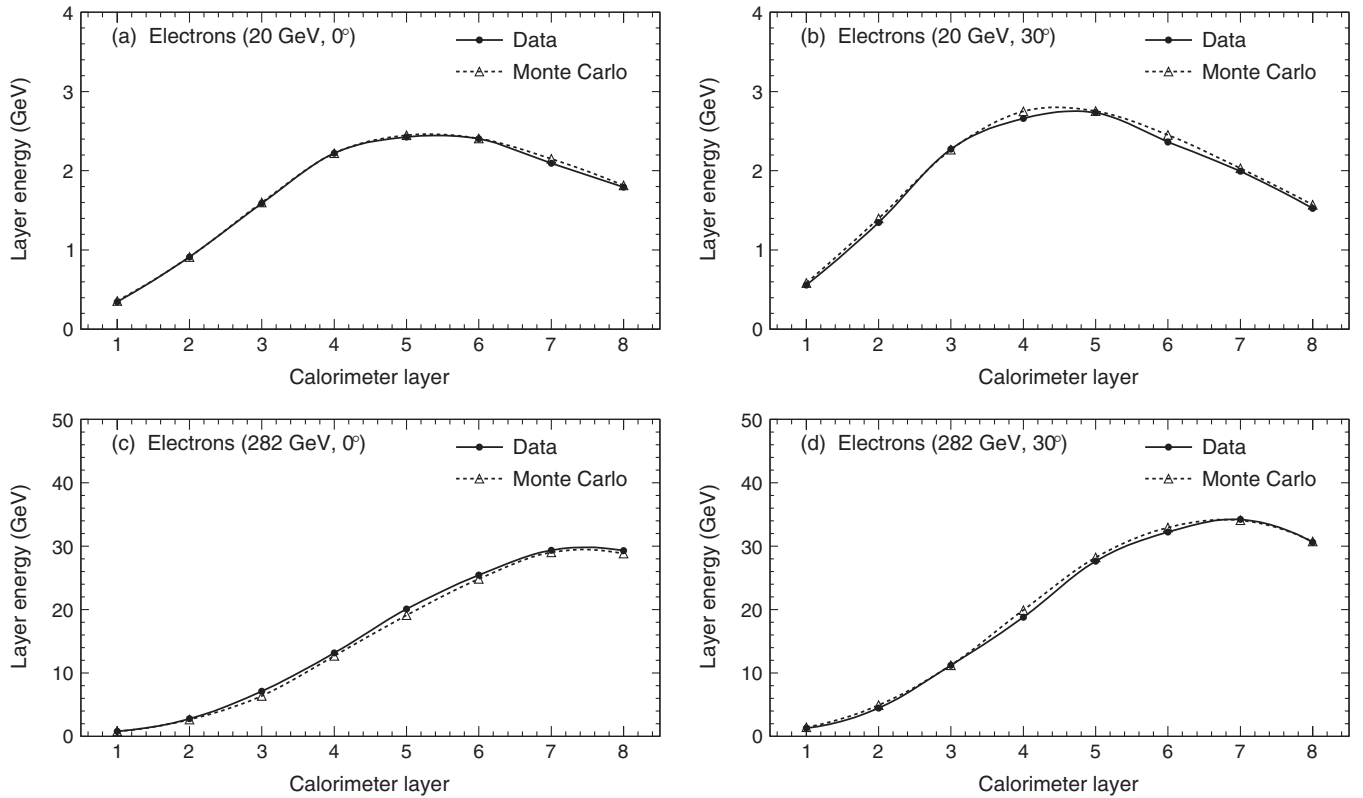 (a) Electrons (20 GeV, 0°)
Data
Monte Carlo
Layer energy (GeV)
4
3
2
1
0
1 2 3 4 5 6 7 8
Calorimeter layer
(b) Electrons (20 GeV, 30°)
Data
Monte Carlo
Layer energy (GeV)
4
3
2
1
0
1 2 3 4 5 6 7 8
Calorimeter layer
(c) Electrons (282 GeV, 0°)
Data
Monte Carlo
Layer energy (GeV)
50
40
30
20
10
0
1 2 3 4 5 6 7 8
Calorimeter layer
(d) Electrons (282 GeV, 30°)
Data
Monte Carlo
Layer energy (GeV)
50
40
30
20
10
0
1 2 3 4 5 6 7 8
Calorimeter layer